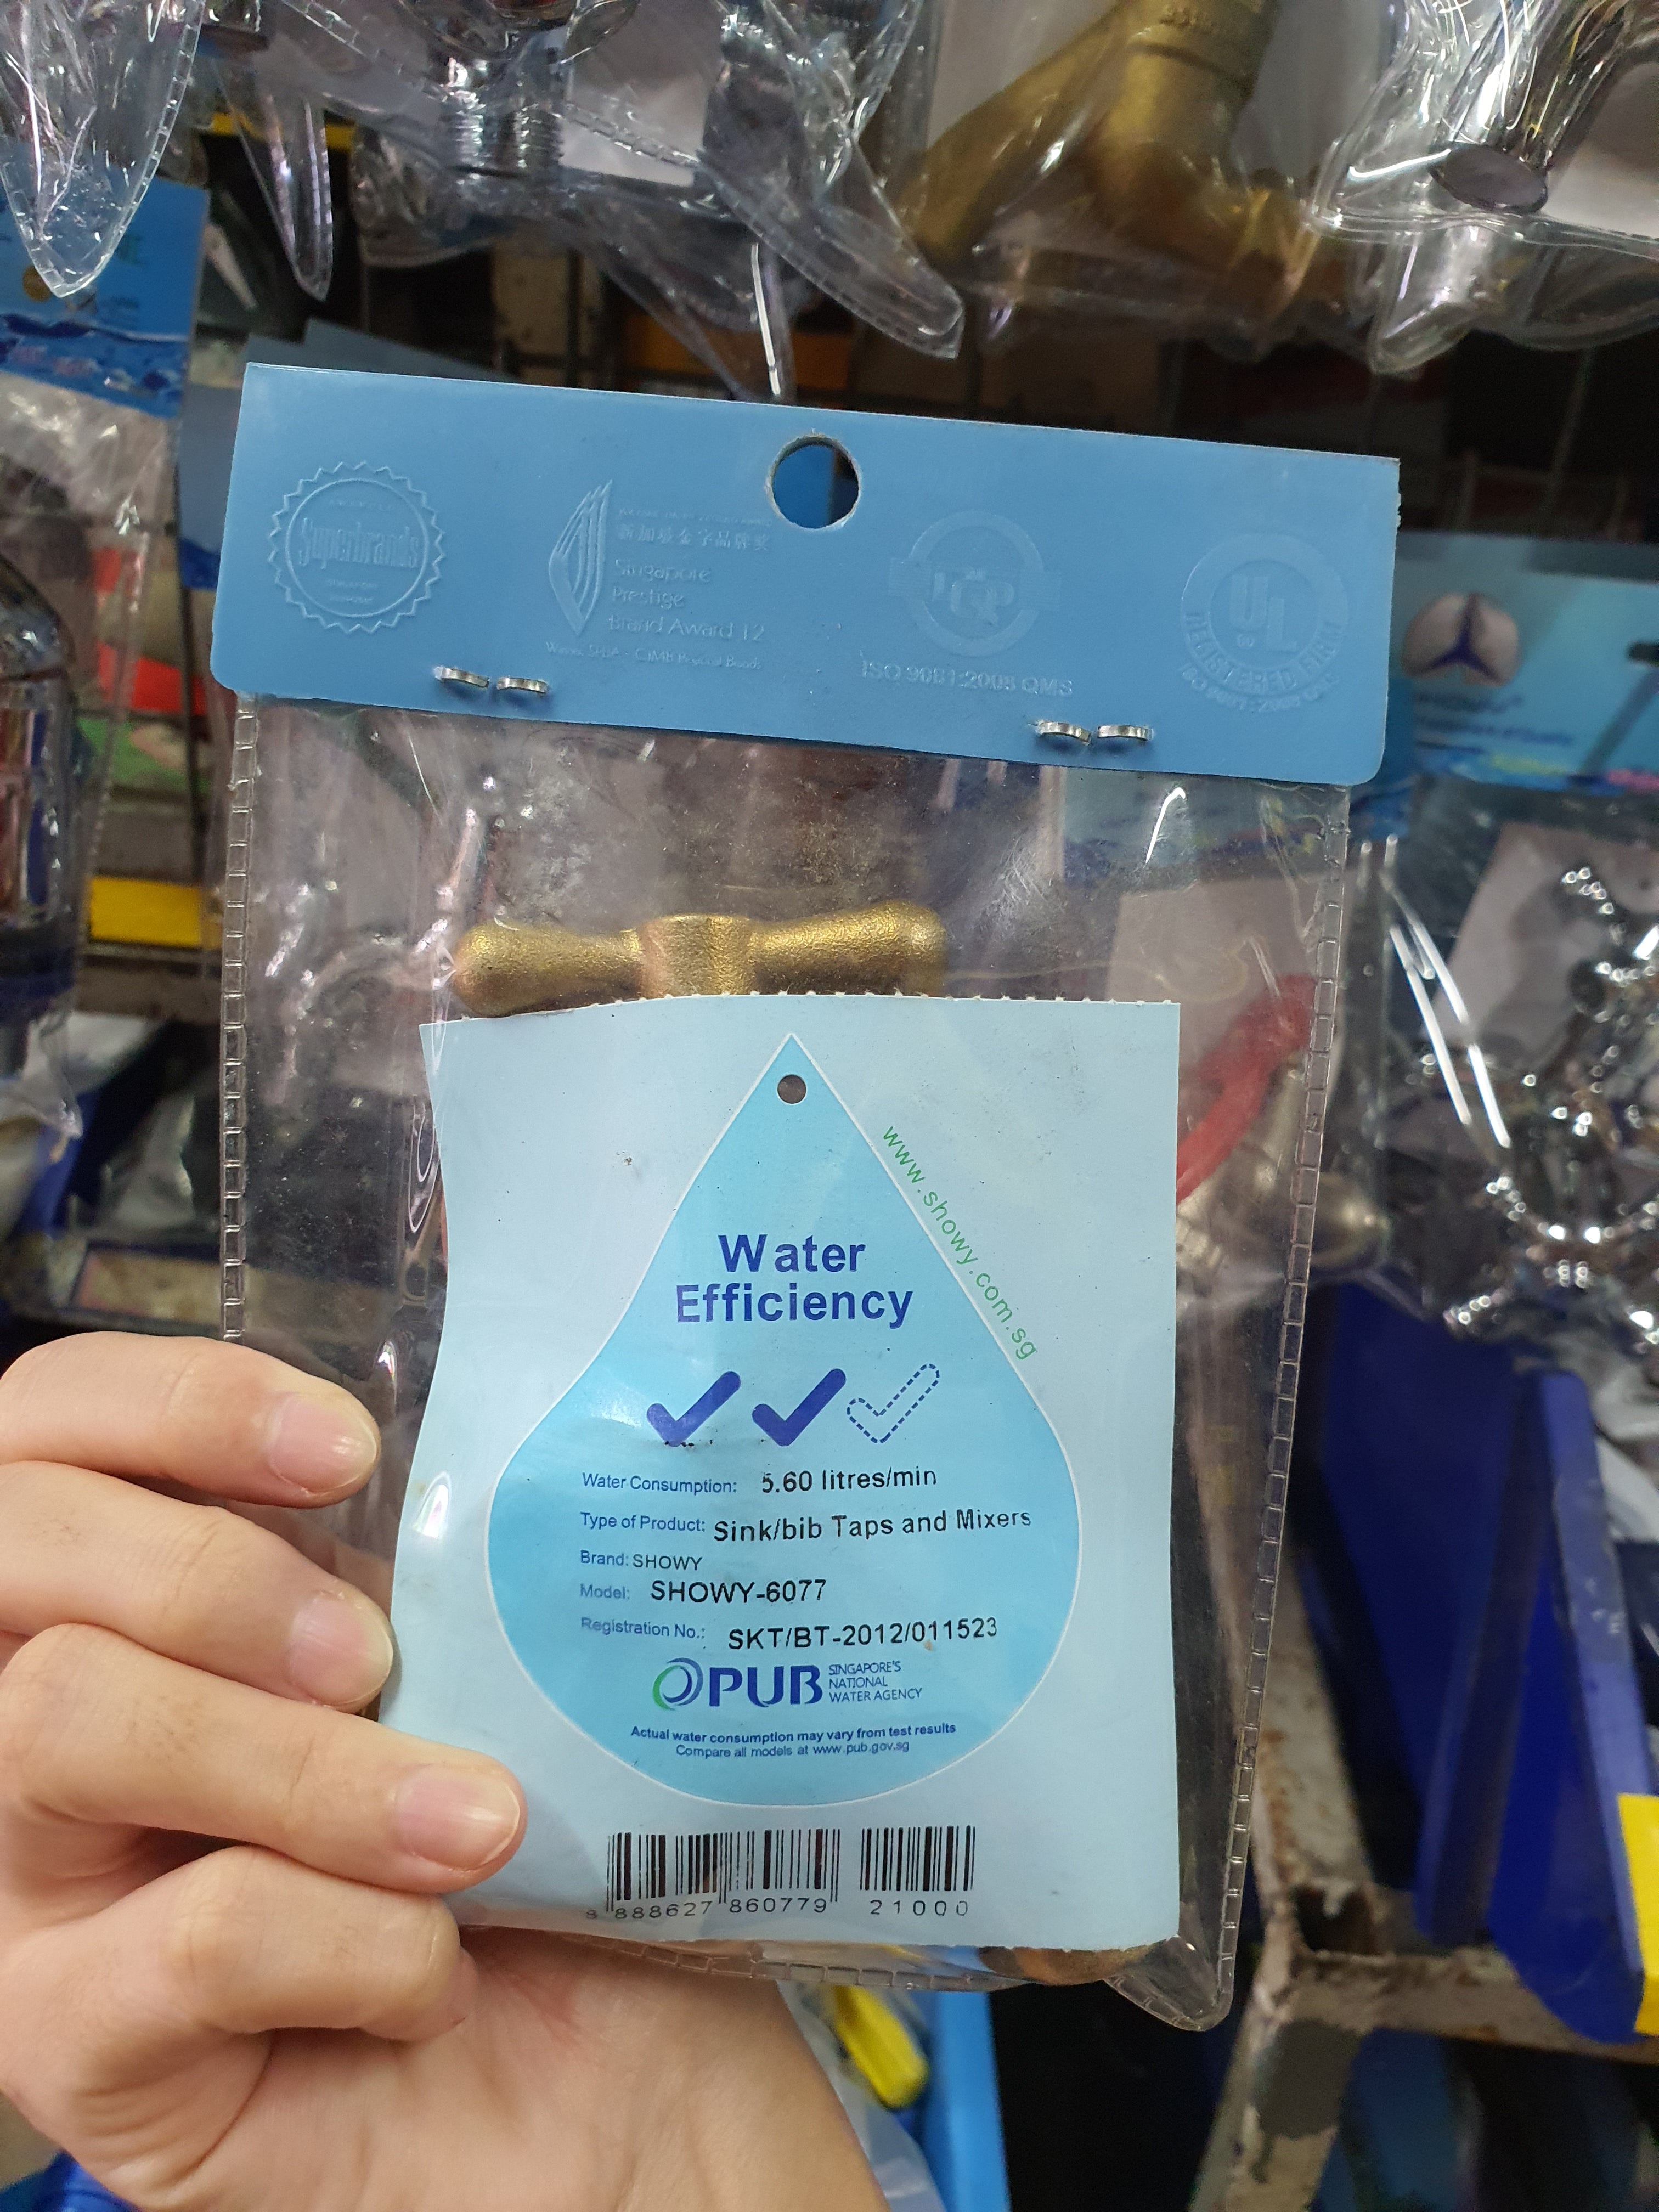 Superbrands
新加坡金字品牌奖
Singapore
Prestige
Brand Award 12
ISO 9001:2008 QMS
UL
REGISTERED FIRM
www.showy.com.sg
Water
Efficiency
Water Consumption: 5.60 litres/min
Type of Product: Sink/bib Taps and Mixers
Brand: SHOWY
Model: SHOWY-6077
Registration No.: SKT/BT-2012/011523
PUB SINGAPORE'S
NATIONAL
WATER AGENCY
Actual water consumption may vary from test results
Compare all models at www.pub.gov.sg
8 888627 860779 21000